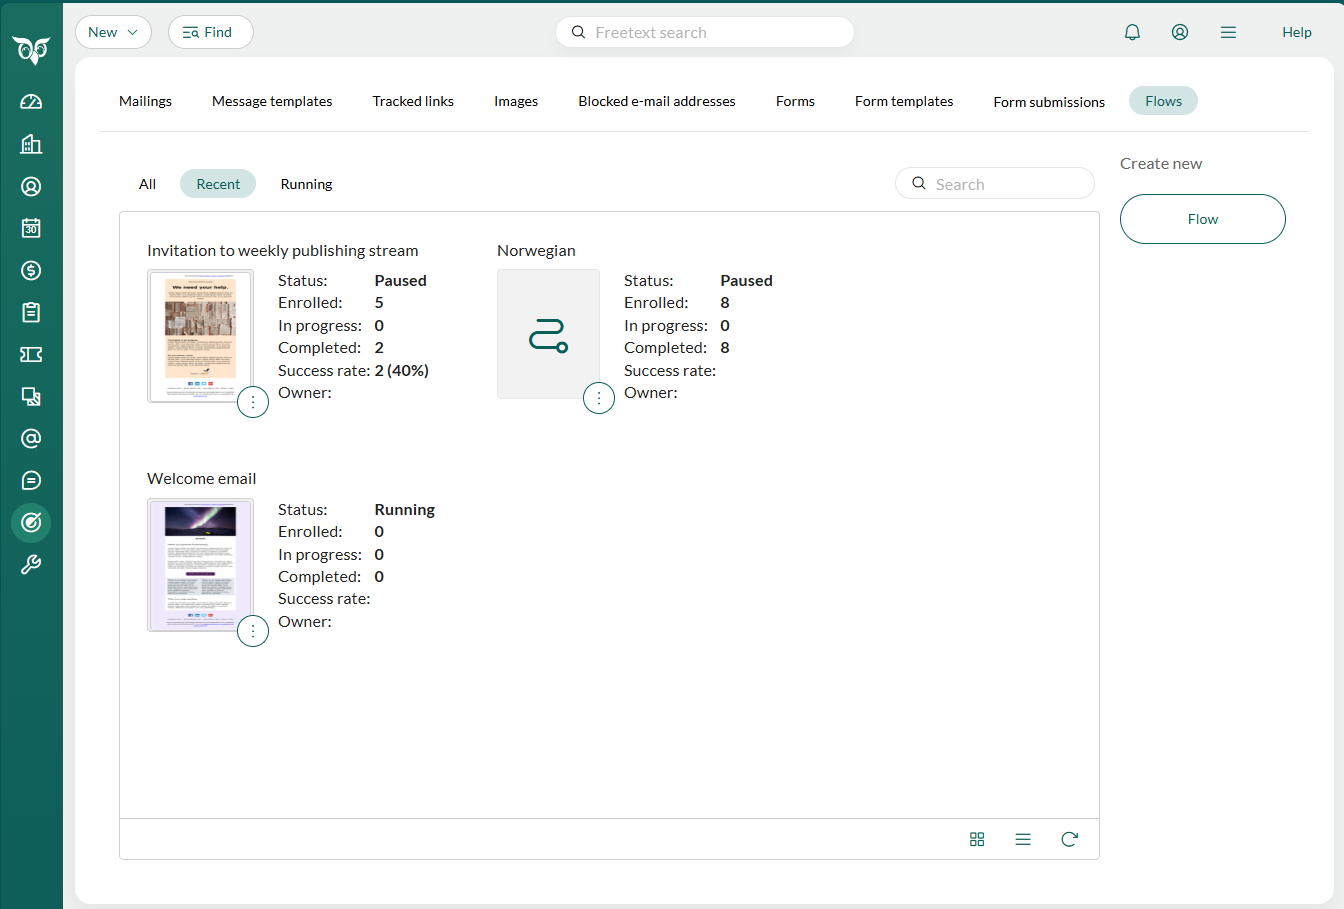 New
Find
Freetext search
Help
Mailings
Message templates
Tracked links
Images
Blocked e-mail addresses
Forms
Form templates
Form submissions
Flows
30
All
Recent
Running
Search
Create new
Flow
Invitation to weekly publishing stream
We need your help.
Status: Paused
Enrolled: 5
In progress: 0
Completed: 2
Success rate: 2 (40%)
Owner:
Norwegian
Status: Paused
Enrolled: 8
In progress: 0
Completed: 8
Success rate:
Owner:
Welcome email
Status: Running
Enrolled: 0
In progress: 0
Completed: 0
Success rate:
Owner: